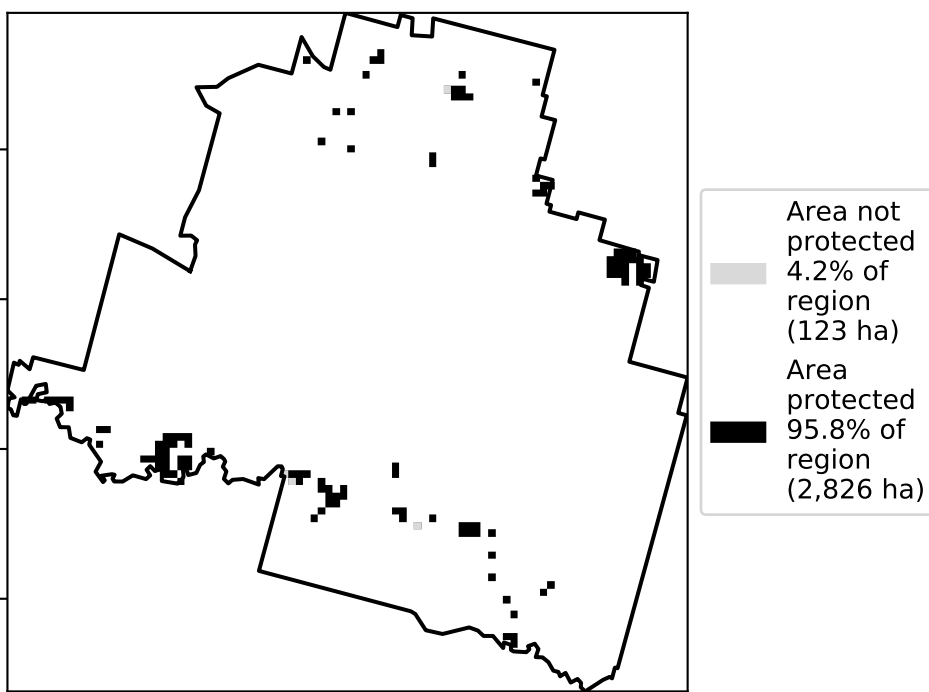 Area not
protected
4.2% of
region
(123 ha)
Area
protected
95.8% of
region
(2,826 ha)